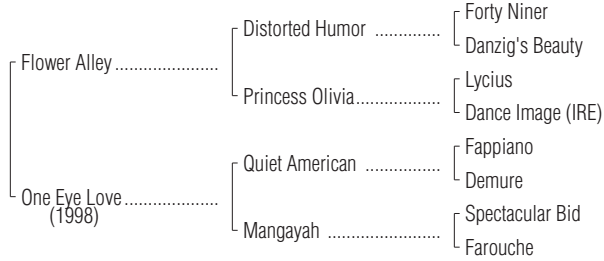 Forty Niner
Distorted Humor ..............
Danzig's Beauty
Flower Alley ......................
Lycius
Princess Olivia..................
Dance Image (IRE)
Fappiano
Quiet American ................
Demure
One Eye Love ....................
(1998)
Spectacular Bid
Mangayah ........................
Farouche